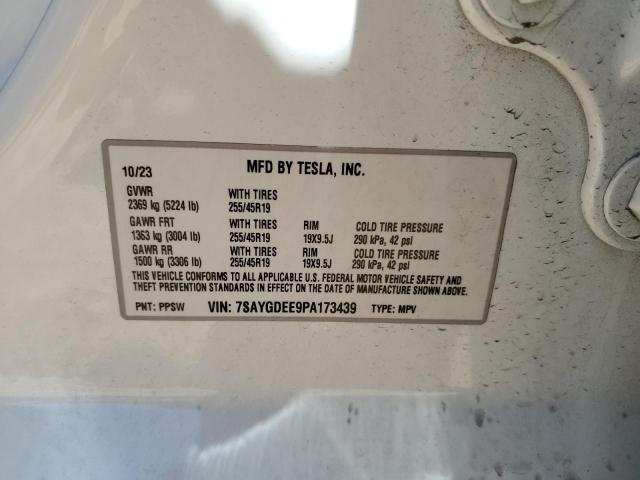 10/23 MFD BY TESLA, INC.
GVWR WITH TIRES
2369 kg (5224 lb) 255/45R19
GAWR FRT WITH TIRES RIM COLD TIRE PRESSURE
1363 kg (3004 lb) 255/45R19 19X9.5J 290 kPa, 42 psi
GAWR RR WITH TIRES RIM COLD TIRE PRESSURE
1500 kg (3306 lb) 255/45R19 19X9.5J 290 kPa, 42 psi
THIS VEHICLE CONFORMS TO ALL APPLICABLE U.S. FEDERAL MOTOR VEHICLE SAFETY AND
THEFT PREVENTION STANDARDS IN EFFECT ON THE DATE OF MANUFACTURE SHOWN ABOVE.
PNT: PPSW VIN: 7SAYGDEE9PA173439 TYPE: MPV